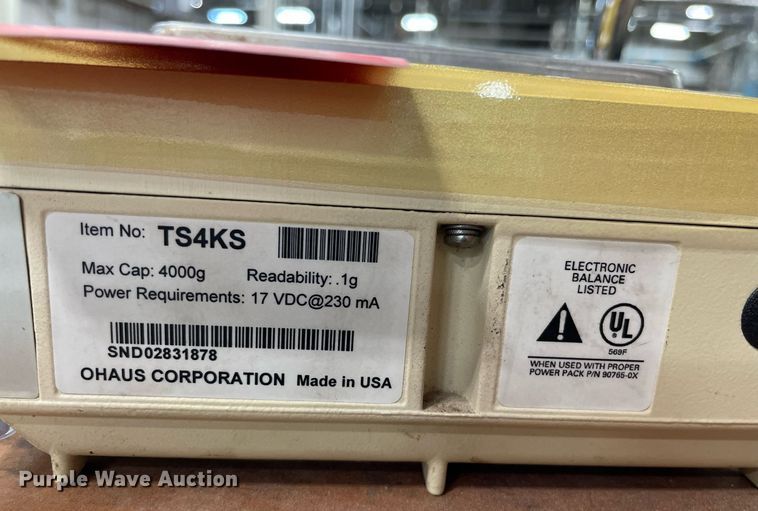 Item No: TS4KS
Max Cap: 4000g Readability: .1g
Power Requirements: 17 VDC@230 mA
SND02831878
OHAUS CORPORATION Made in USA
ELECTRONIC
BALANCE
LISTED
UL
569F
WHEN USED WITH PROPER
POWER PACK P/N 90765-0X
Purple Wave Auction